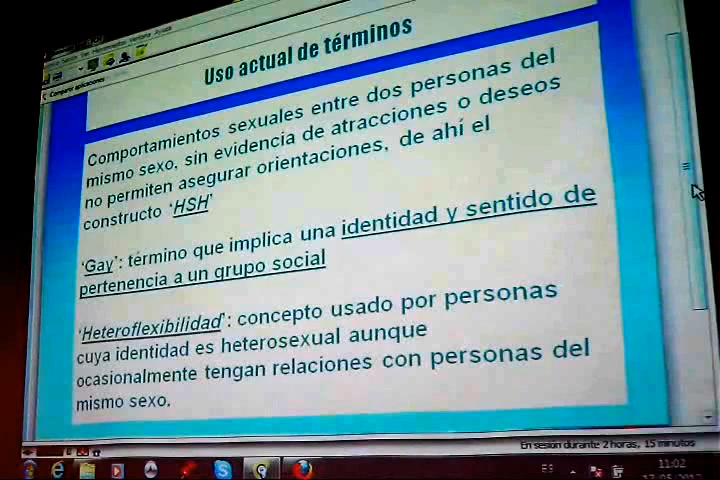 Uso actual de términos
Compartir aplicaciones
Comportamientos sexuales entre dos personas del
mismo sexo, sin evidencia de atracciones o deseos
no permiten asegurar orientaciones, de ahí el
constructo ‘HSH’
‘Gay’: término que implica una identidad y sentido de
pertenencia a un grupo social
‘Heteroflexibilidad’: concepto usado por personas
cuya identidad es heterosexual aunque
ocasionalmente tengan relaciones con personas del
mismo sexo.
En sesión durante 2 horas, 15 minutos
ES
11:02